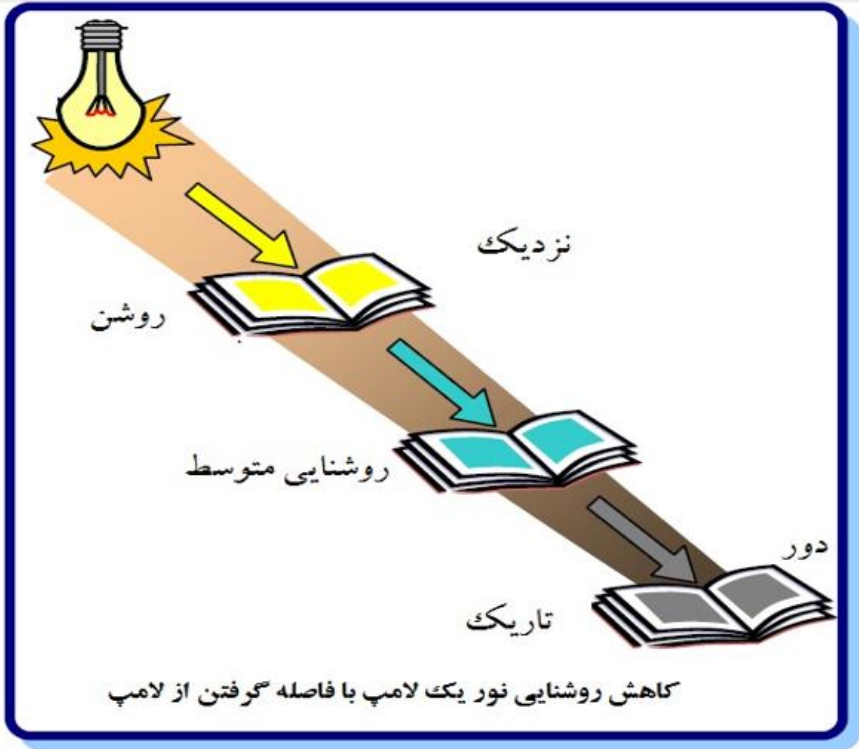 نزدیک
روشن
روشنایی متوسط
دور
تاریک
کاهش روشنایی نور یک لامپ با فاصله گرفتن از لامپ